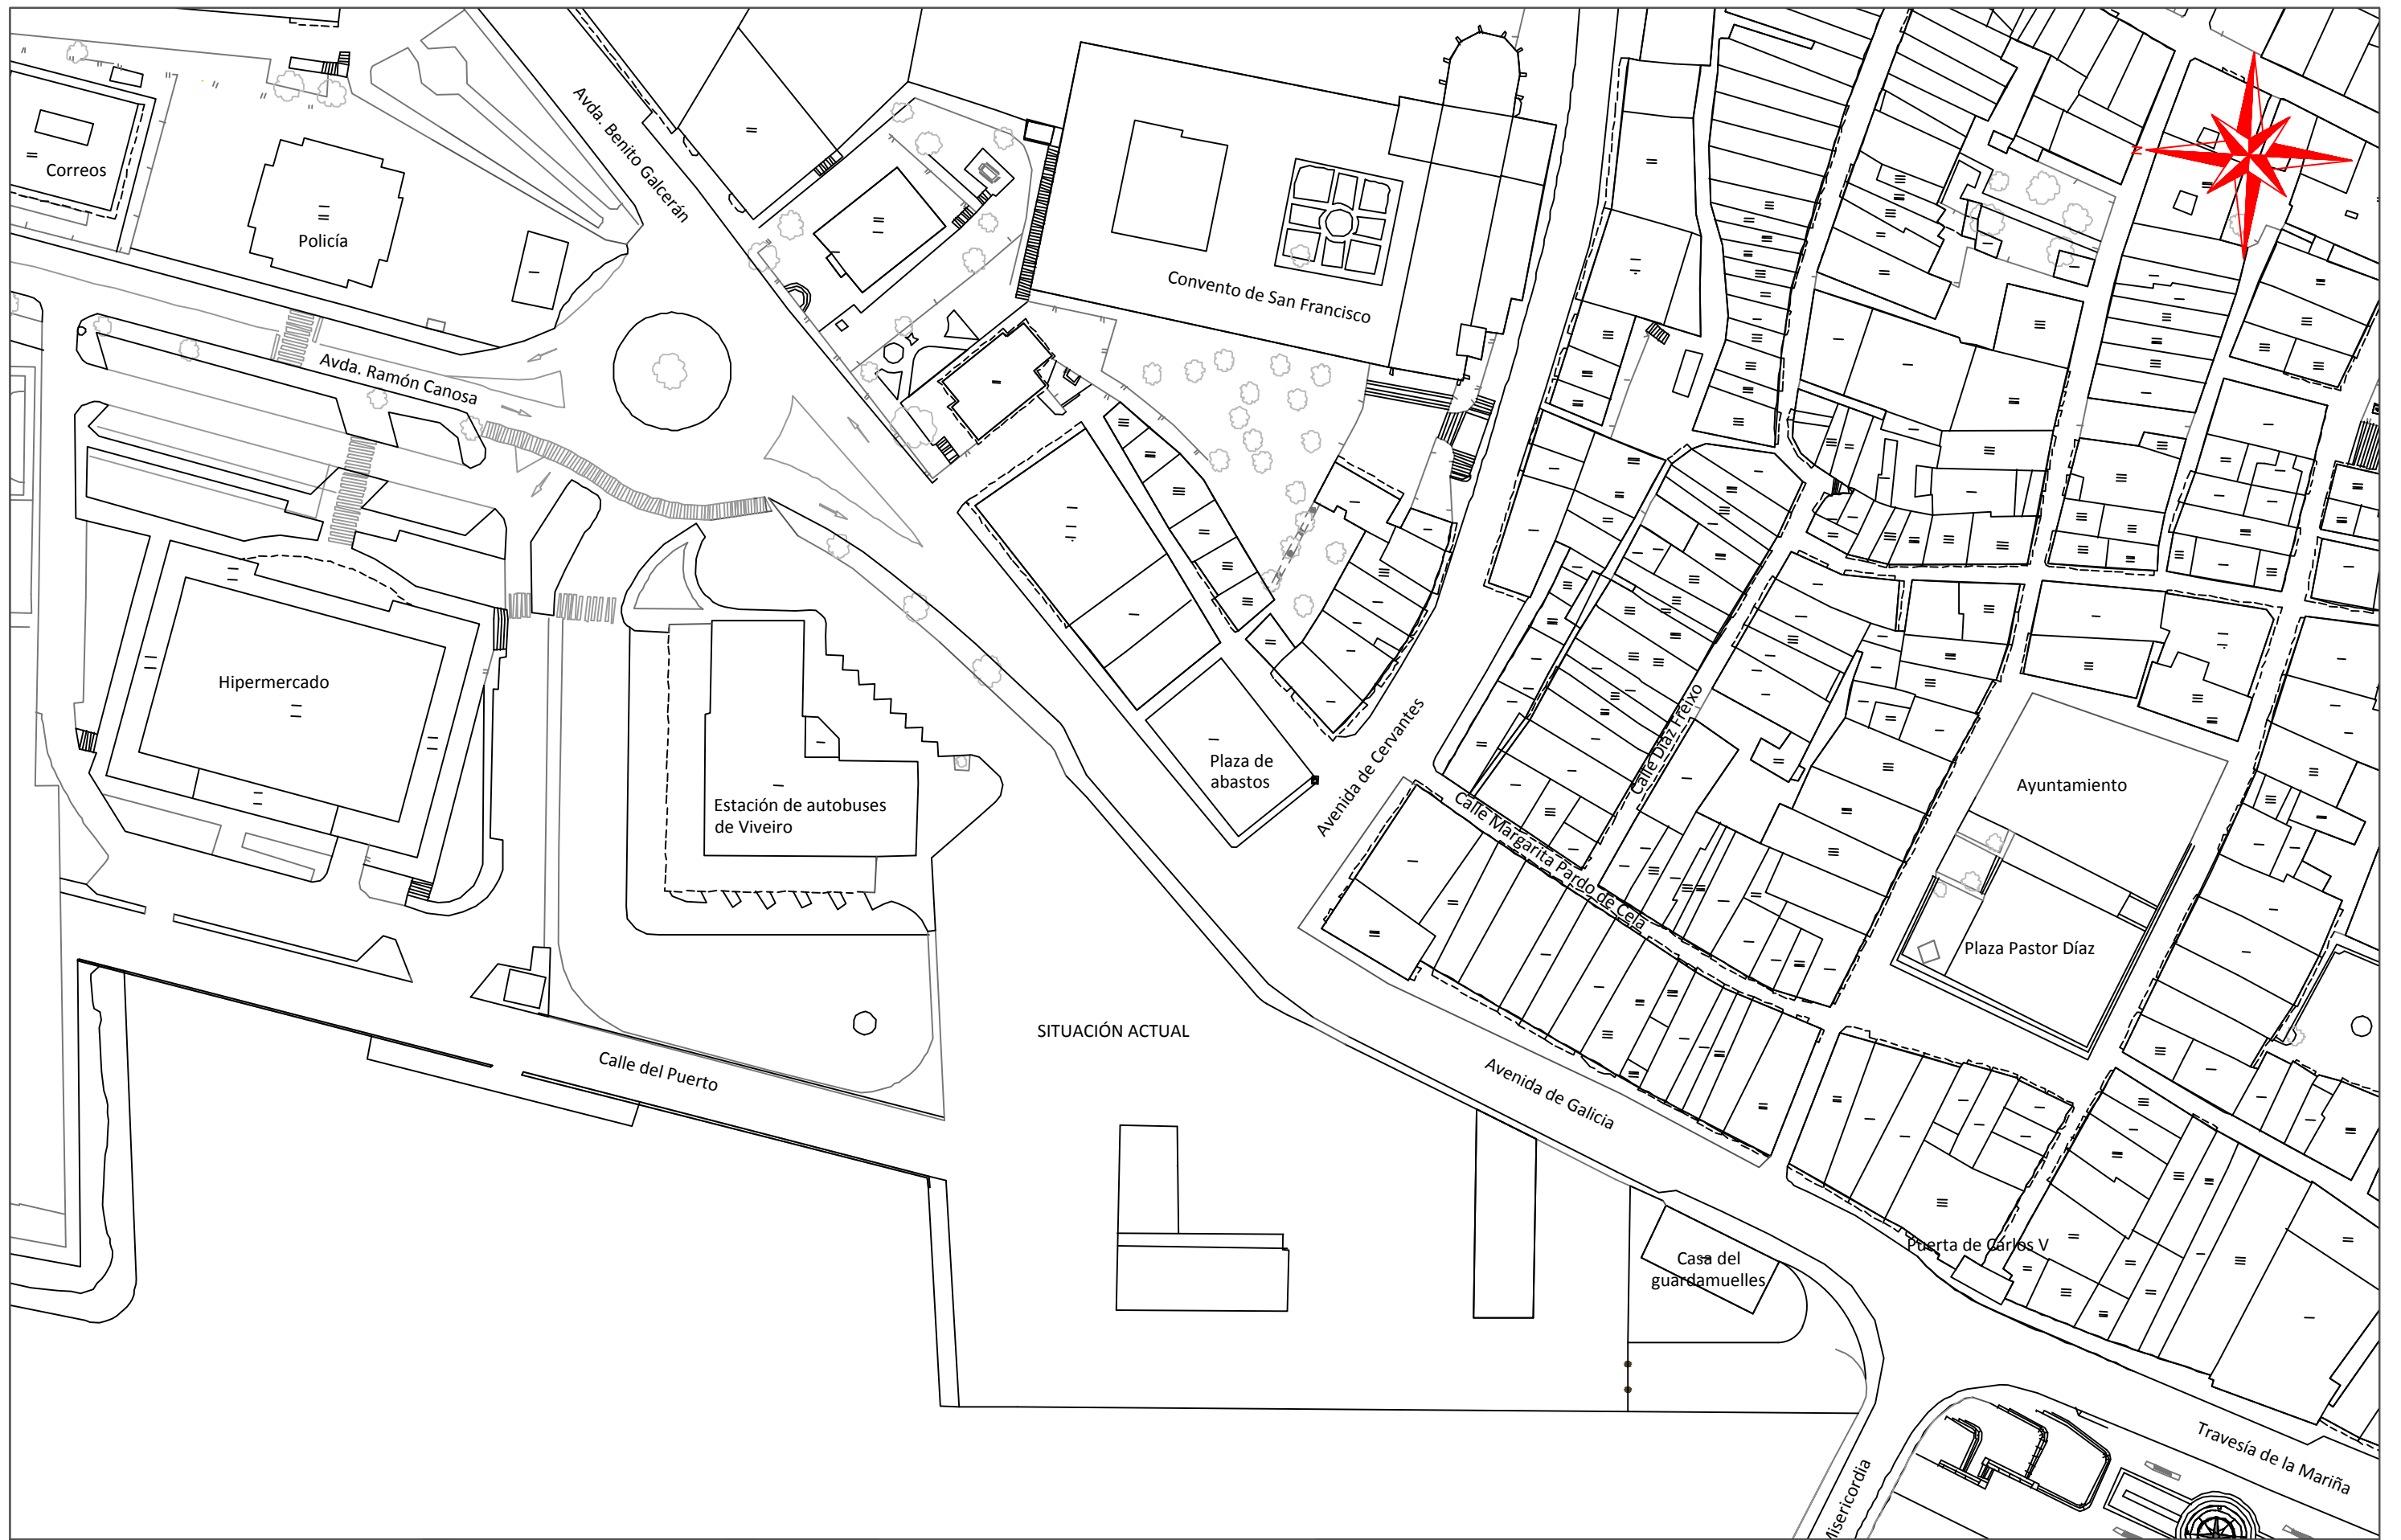 Avda. Benito Galcerán
N
Correos
Policía
Convento de San Francisco
Avda. Ramón Canosa
Hipermercado
Calle Díaz Freixo
Plaza de
abastos
Avenida de Cervantes
Ayuntamiento
Estación de autobuses
de Viveiro
Calle Margarita Pardo de Cela
Plaza Pastor Díaz
SITUACIÓN ACTUAL
Calle del Puerto
Avenida de Galicia
Puerta de Carlos V
Casa del
guardamuelles
Travesía de la Mariña
Misericordia